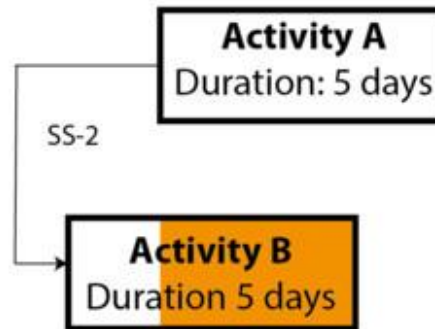 Activity A
Duration: 5 days
SS-2
Activity B
Duration 5 days